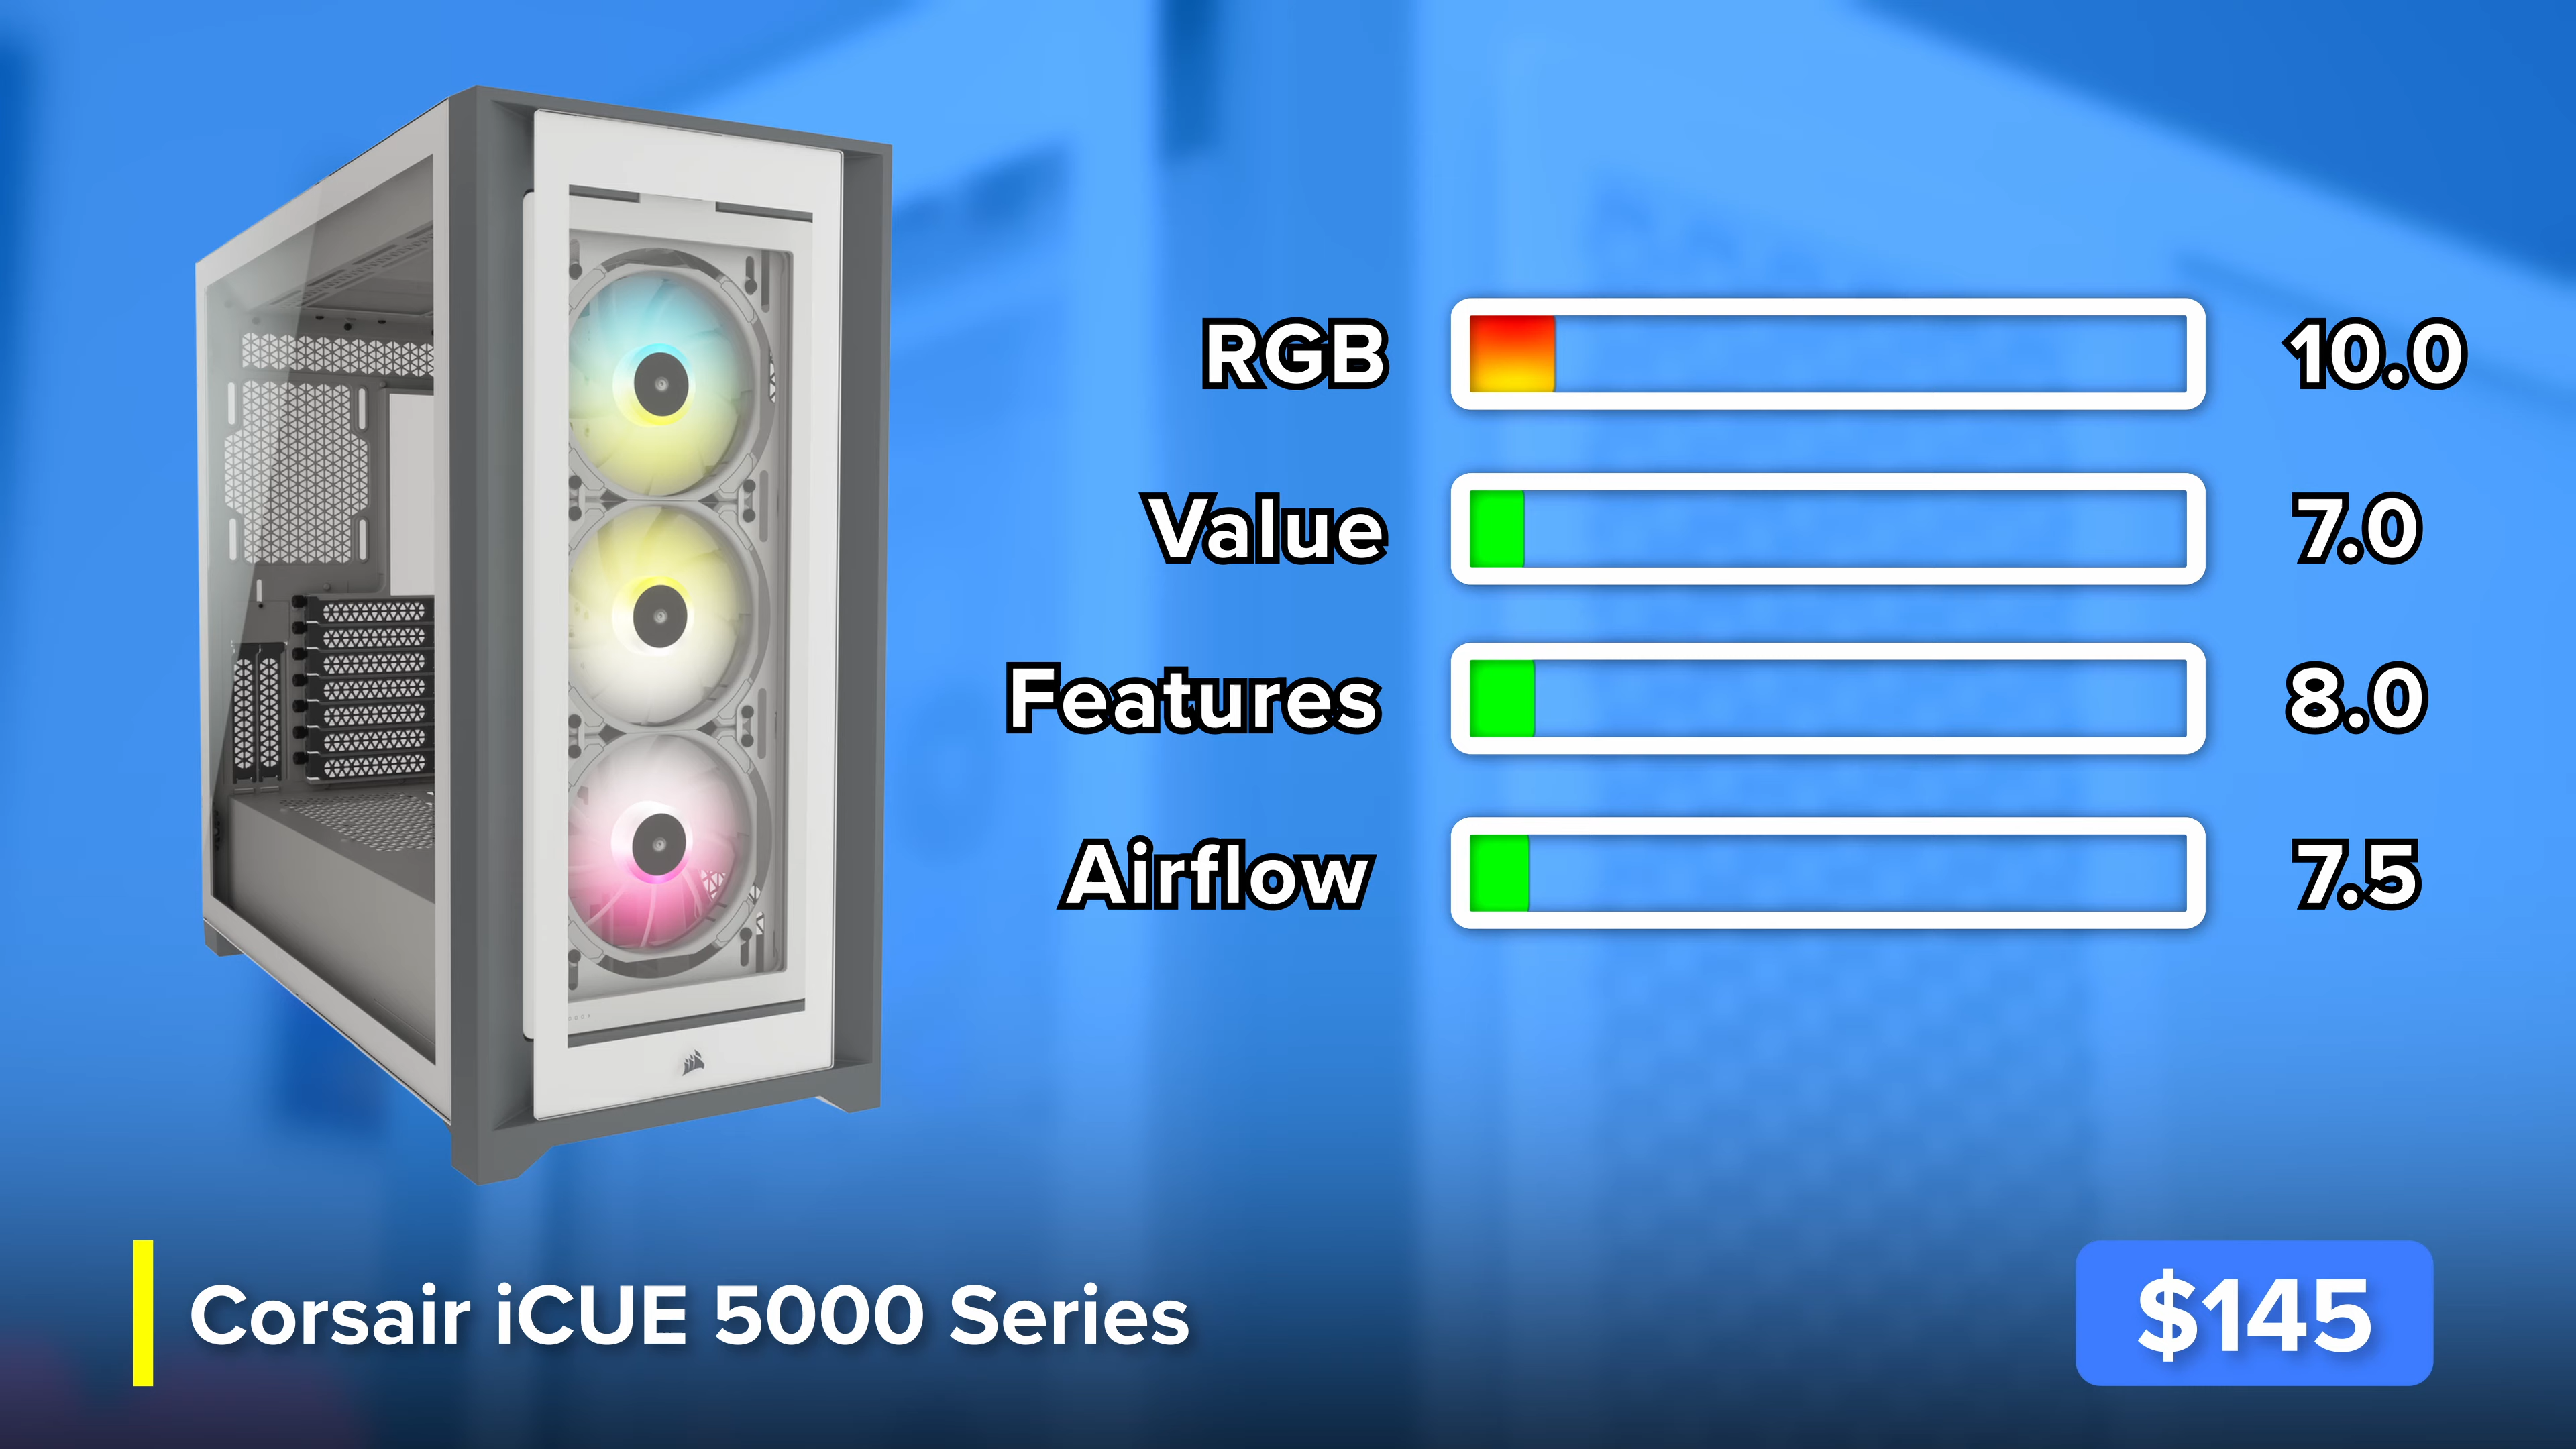 RGB 10.0
Value 7.0
Features 8.0
Airflow 7.5
Corsair iCUE 5000 Series
$145